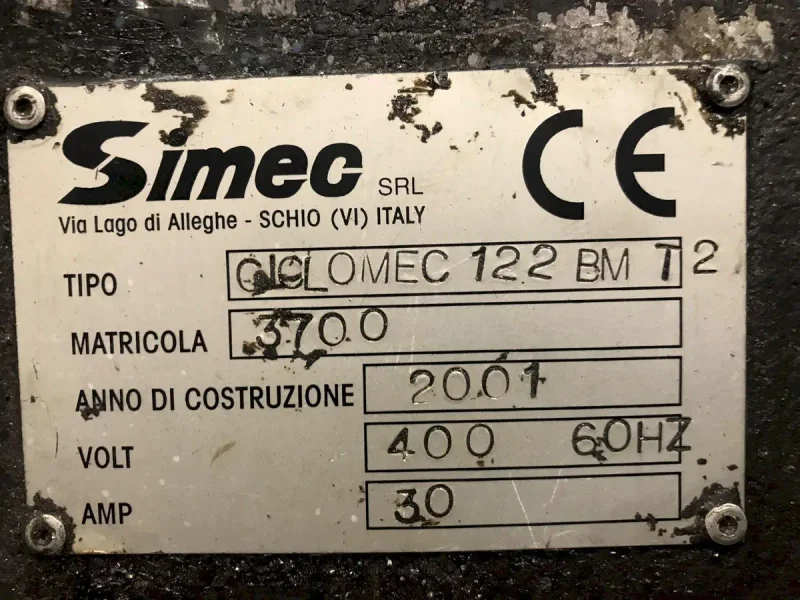 Simec SRL
CE
Via Lago di Alleghe - SCHIO (VI) ITALY
TIPO CICLOMEC 122 BM T2
MATRICOLA 3700
ANNO DI COSTRUZIONE 2001
VOLT 400 60HZ
AMP 30